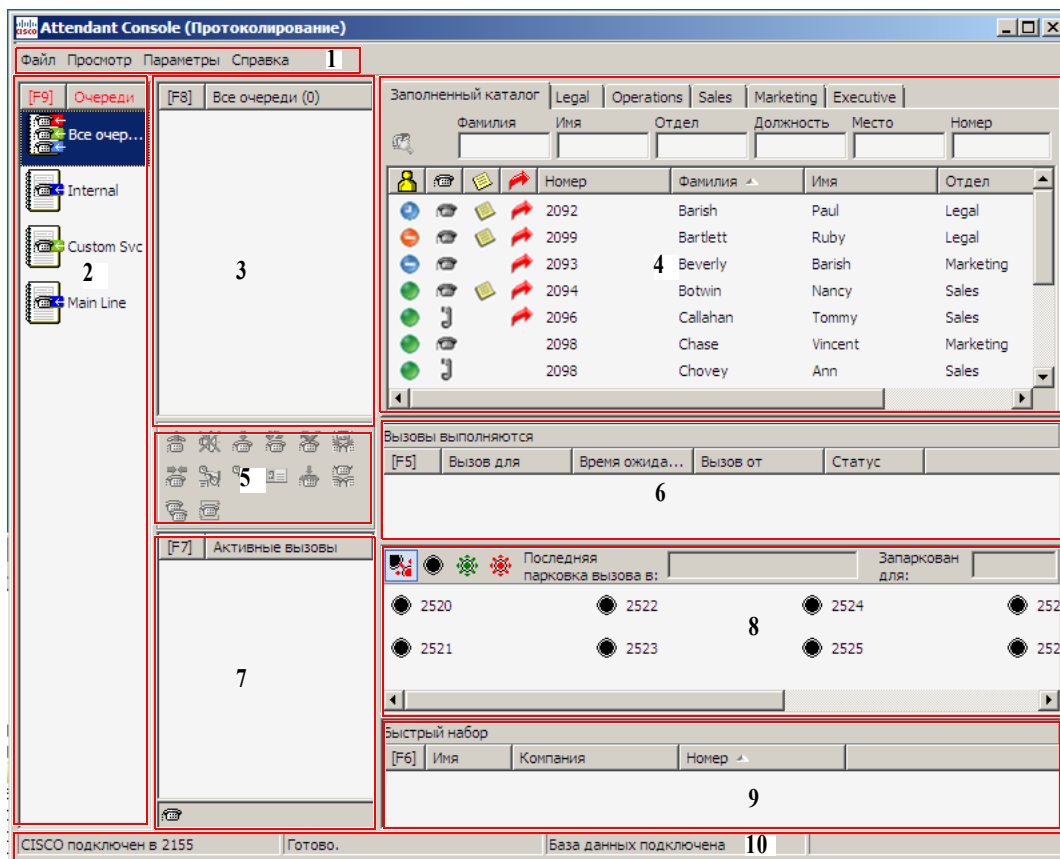 cisco Attendant Console (Протоколирование)
Файл Просмотр Параметры Справка 1
[F9] Очереди
Все очер...
Internal
Custom Svc
2
Main Line
[F8] Все очереди (0)
3
Заполненный каталог Legal Operations Sales Marketing Executive
Фамилия Имя Отдел Должность Место Номер
Номер Фамилия Имя Отдел
2092 Barish Paul Legal
2099 Bartlett Ruby Legal
2093 Beverly Barish Marketing
4
2094 Botwin Nancy Sales
2096 Callahan Tommy Sales
2098 Chase Vincent Marketing
2098 Chovey Ann Sales
5
Вызовы выполняются
[F5] Вызов для Время ожида... Вызов от Статус
6
[F7] Активные вызовы
7
Последняя
парковка вызова в:
Запаркован
для:
2520 2522 2524 252
8
2521 2523 2525 252
Быстрый набор
[F6] Имя Компания Номер
9
CISCO подключен в 2155 Готово. База данных подключена 10